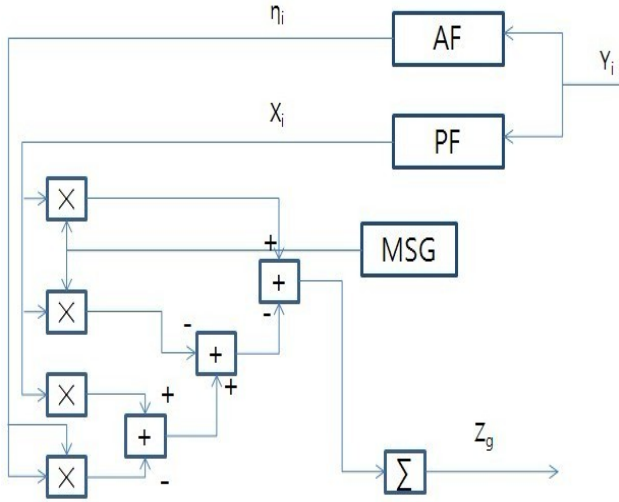 ηi
AF
Yi
Xi
PF
×
+
MSG
+
-
×
-
+
+
×
+
+
Zg
×
-
∑